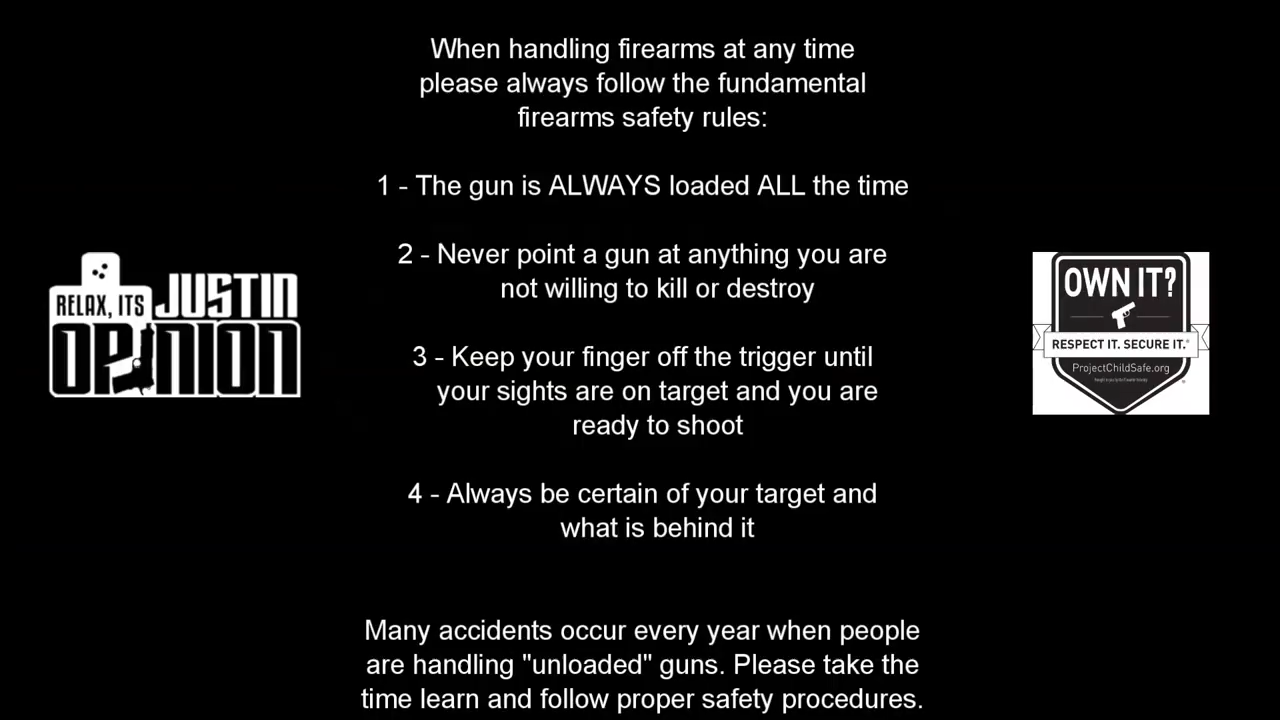 When handling firearms at any time
please always follow the fundamental
firearms safety rules:
1 - The gun is ALWAYS loaded ALL the time
2 - Never point a gun at anything you are
not willing to kill or destroy
3 - Keep your finger off the trigger until
your sights are on target and you are
ready to shoot
4 - Always be certain of your target and
what is behind it
Many accidents occur every year when people
are handling "unloaded" guns. Please take the
time learn and follow proper safety procedures.
RELAX, ITS JUSTIN
OPINION
OWN IT?
RESPECT IT. SECURE IT.
ProjectChildSafe.org